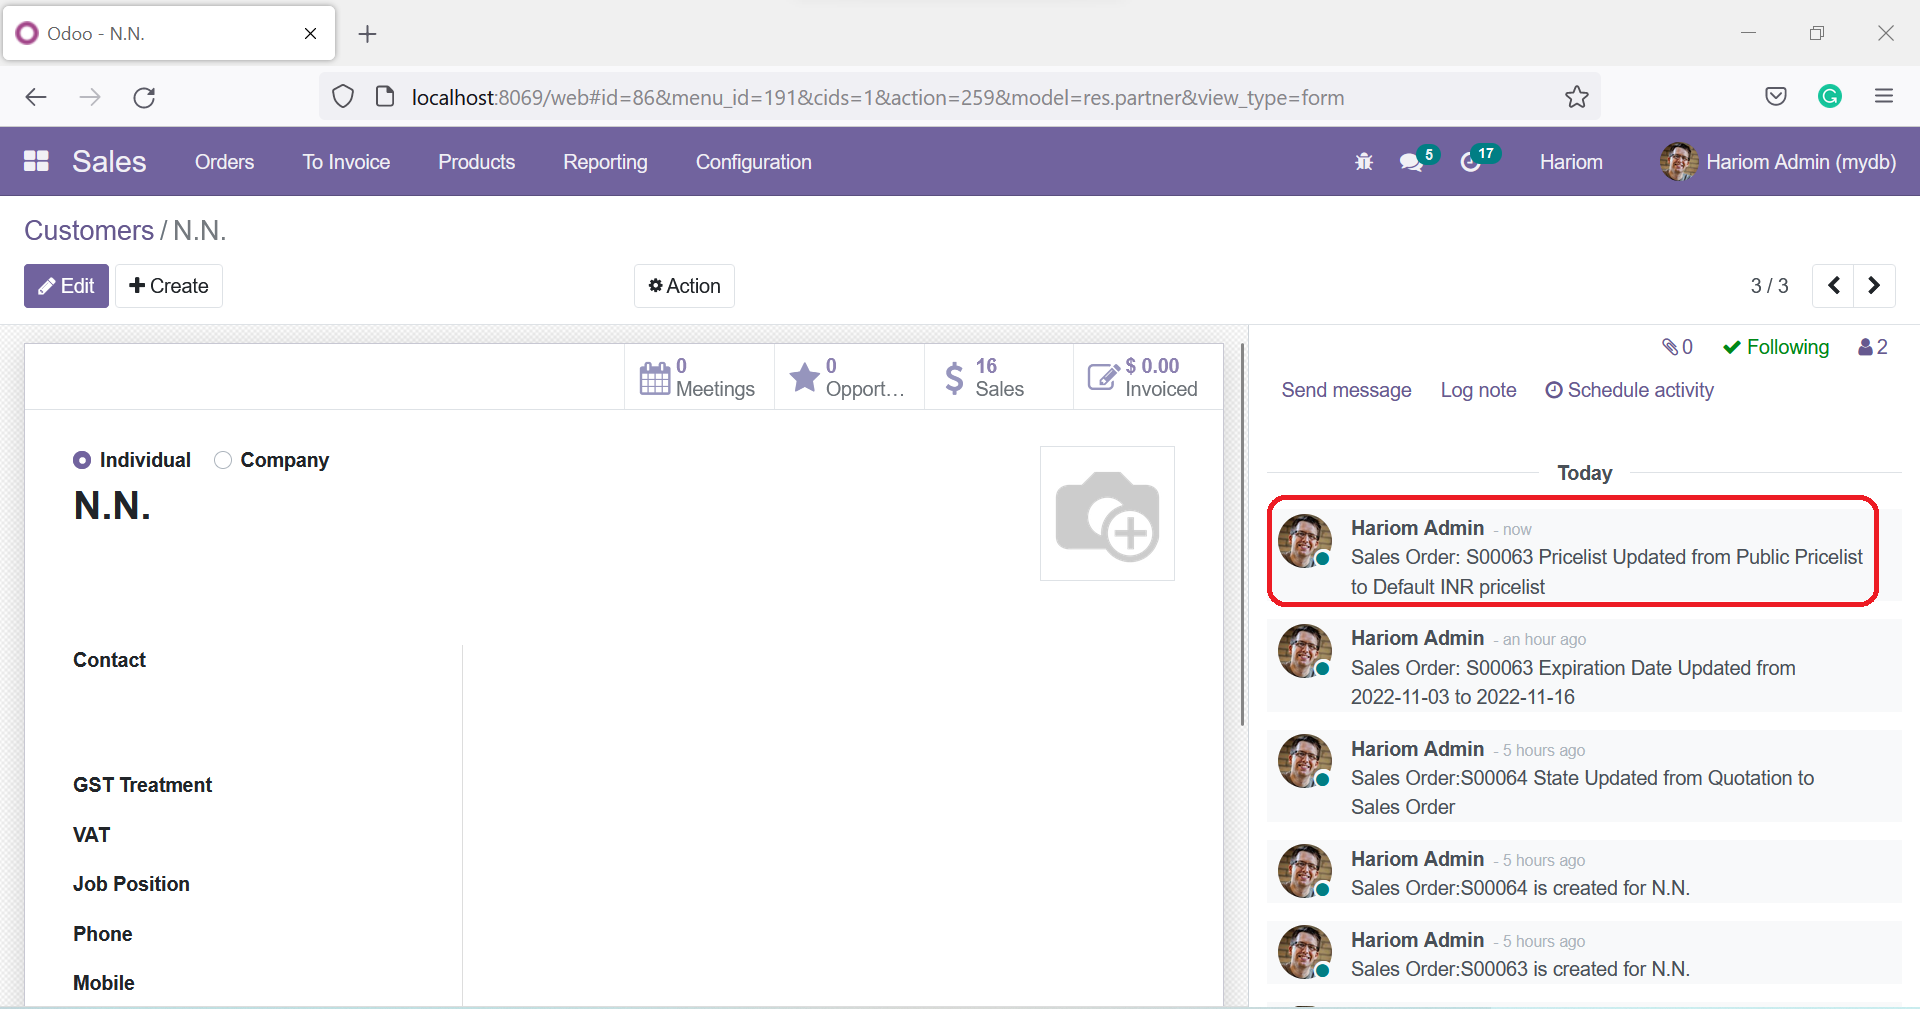 Odoo - N.N.
localhost:8069/web#id=86&menu_id=191&cids=1&action=259&model=res.partner&view_type=form
Sales Orders To Invoice Products Reporting Configuration 5 17 Hariom Hariom Admin (mydb)
Customers / N.N.
Edit Create Action 3 / 3
0 Meetings
0 Opport...
16 Sales
$ 0.00 Invoiced
Individual Company
N.N.
Contact
GST Treatment
VAT
Job Position
Phone
Mobile
0 Following 2
Send message Log note Schedule activity
Today
Hariom Admin - now
Sales Order: S00063 Pricelist Updated from Public Pricelist
to Default INR pricelist
Hariom Admin - an hour ago
Sales Order: S00063 Expiration Date Updated from
2022-11-03 to 2022-11-16
Hariom Admin - 5 hours ago
Sales Order:S00064 State Updated from Quotation to
Sales Order
Hariom Admin - 5 hours ago
Sales Order:S00064 is created for N.N.
Hariom Admin - 5 hours ago
Sales Order:S00063 is created for N.N.